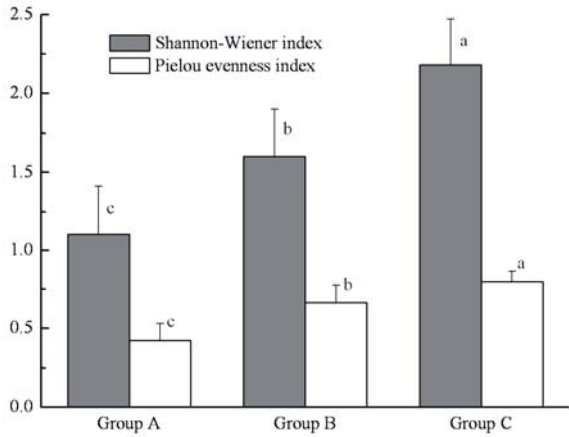 2.5
Shannon-Wiener index
Pielou evenness index
a
2.0
b
1.5
c
1.0
a
b
0.5
c
0.0
Group A
Group B
Group C